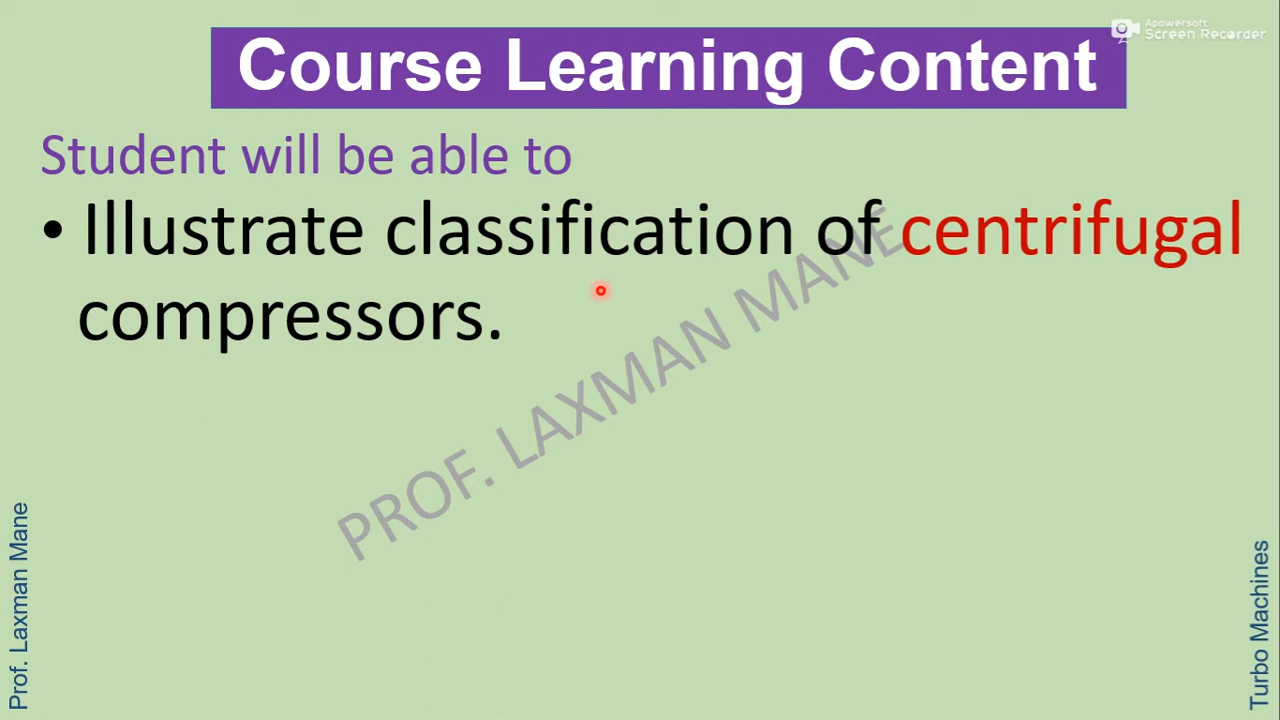 Apowersoft
Screen Recorder
Course Learning Content
Student will be able to
• Illustrate classification of centrifugal
compressors.
PROF. LAXMAN MANE
Prof. Laxman Mane
Turbo Machines